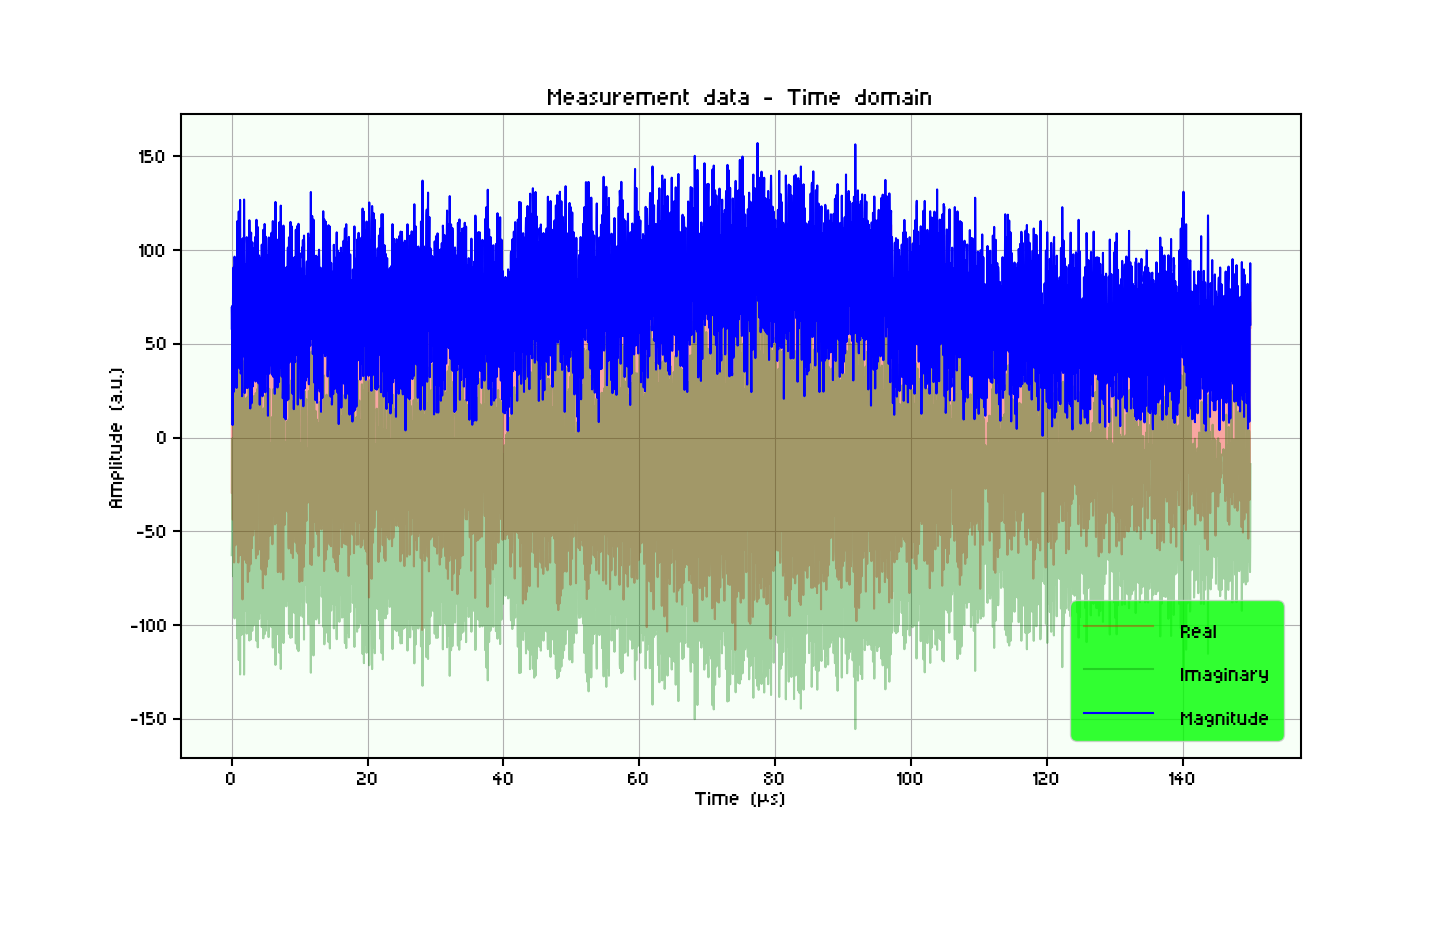 Measurement data - Time domain
150
100
50
0
-50
-100
-150
Amplitude (a.u.)
0 20 40 60 80 100 120 140
Time (μs)
Real
Imaginary
Magnitude